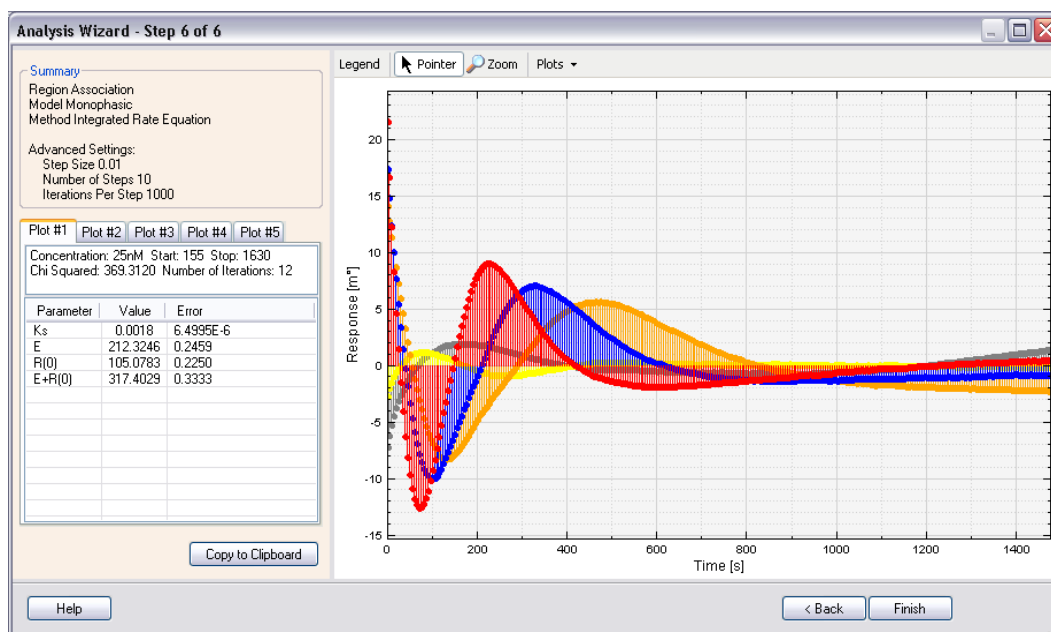 Analysis Wizard - Step 6 of 6
Summary
Region Association
Model Monophasic
Method Integrated Rate Equation
Advanced Settings:
Step Size 0.01
Number of Steps 10
Iterations Per Step 1000
Plot #1 Plot #2 Plot #3 Plot #4 Plot #5
Concentration: 25nM Start: 155 Stop: 1630
Chi Squared: 369.3120 Number of Iterations: 12
Parameter Value Error
Ks 0.0018 6.4995E-6
E 212.3246 0.2459
R(0) 105.0783 0.2250
E+R(0) 317.4029 0.3333
Copy to Clipboard
Legend Pointer Zoom Plots
Response [m°]
20
15
10
5
0
-5
-10
-15
0 200 400 600 800 1000 1200 1400
Time [s]
Help < Back Finish